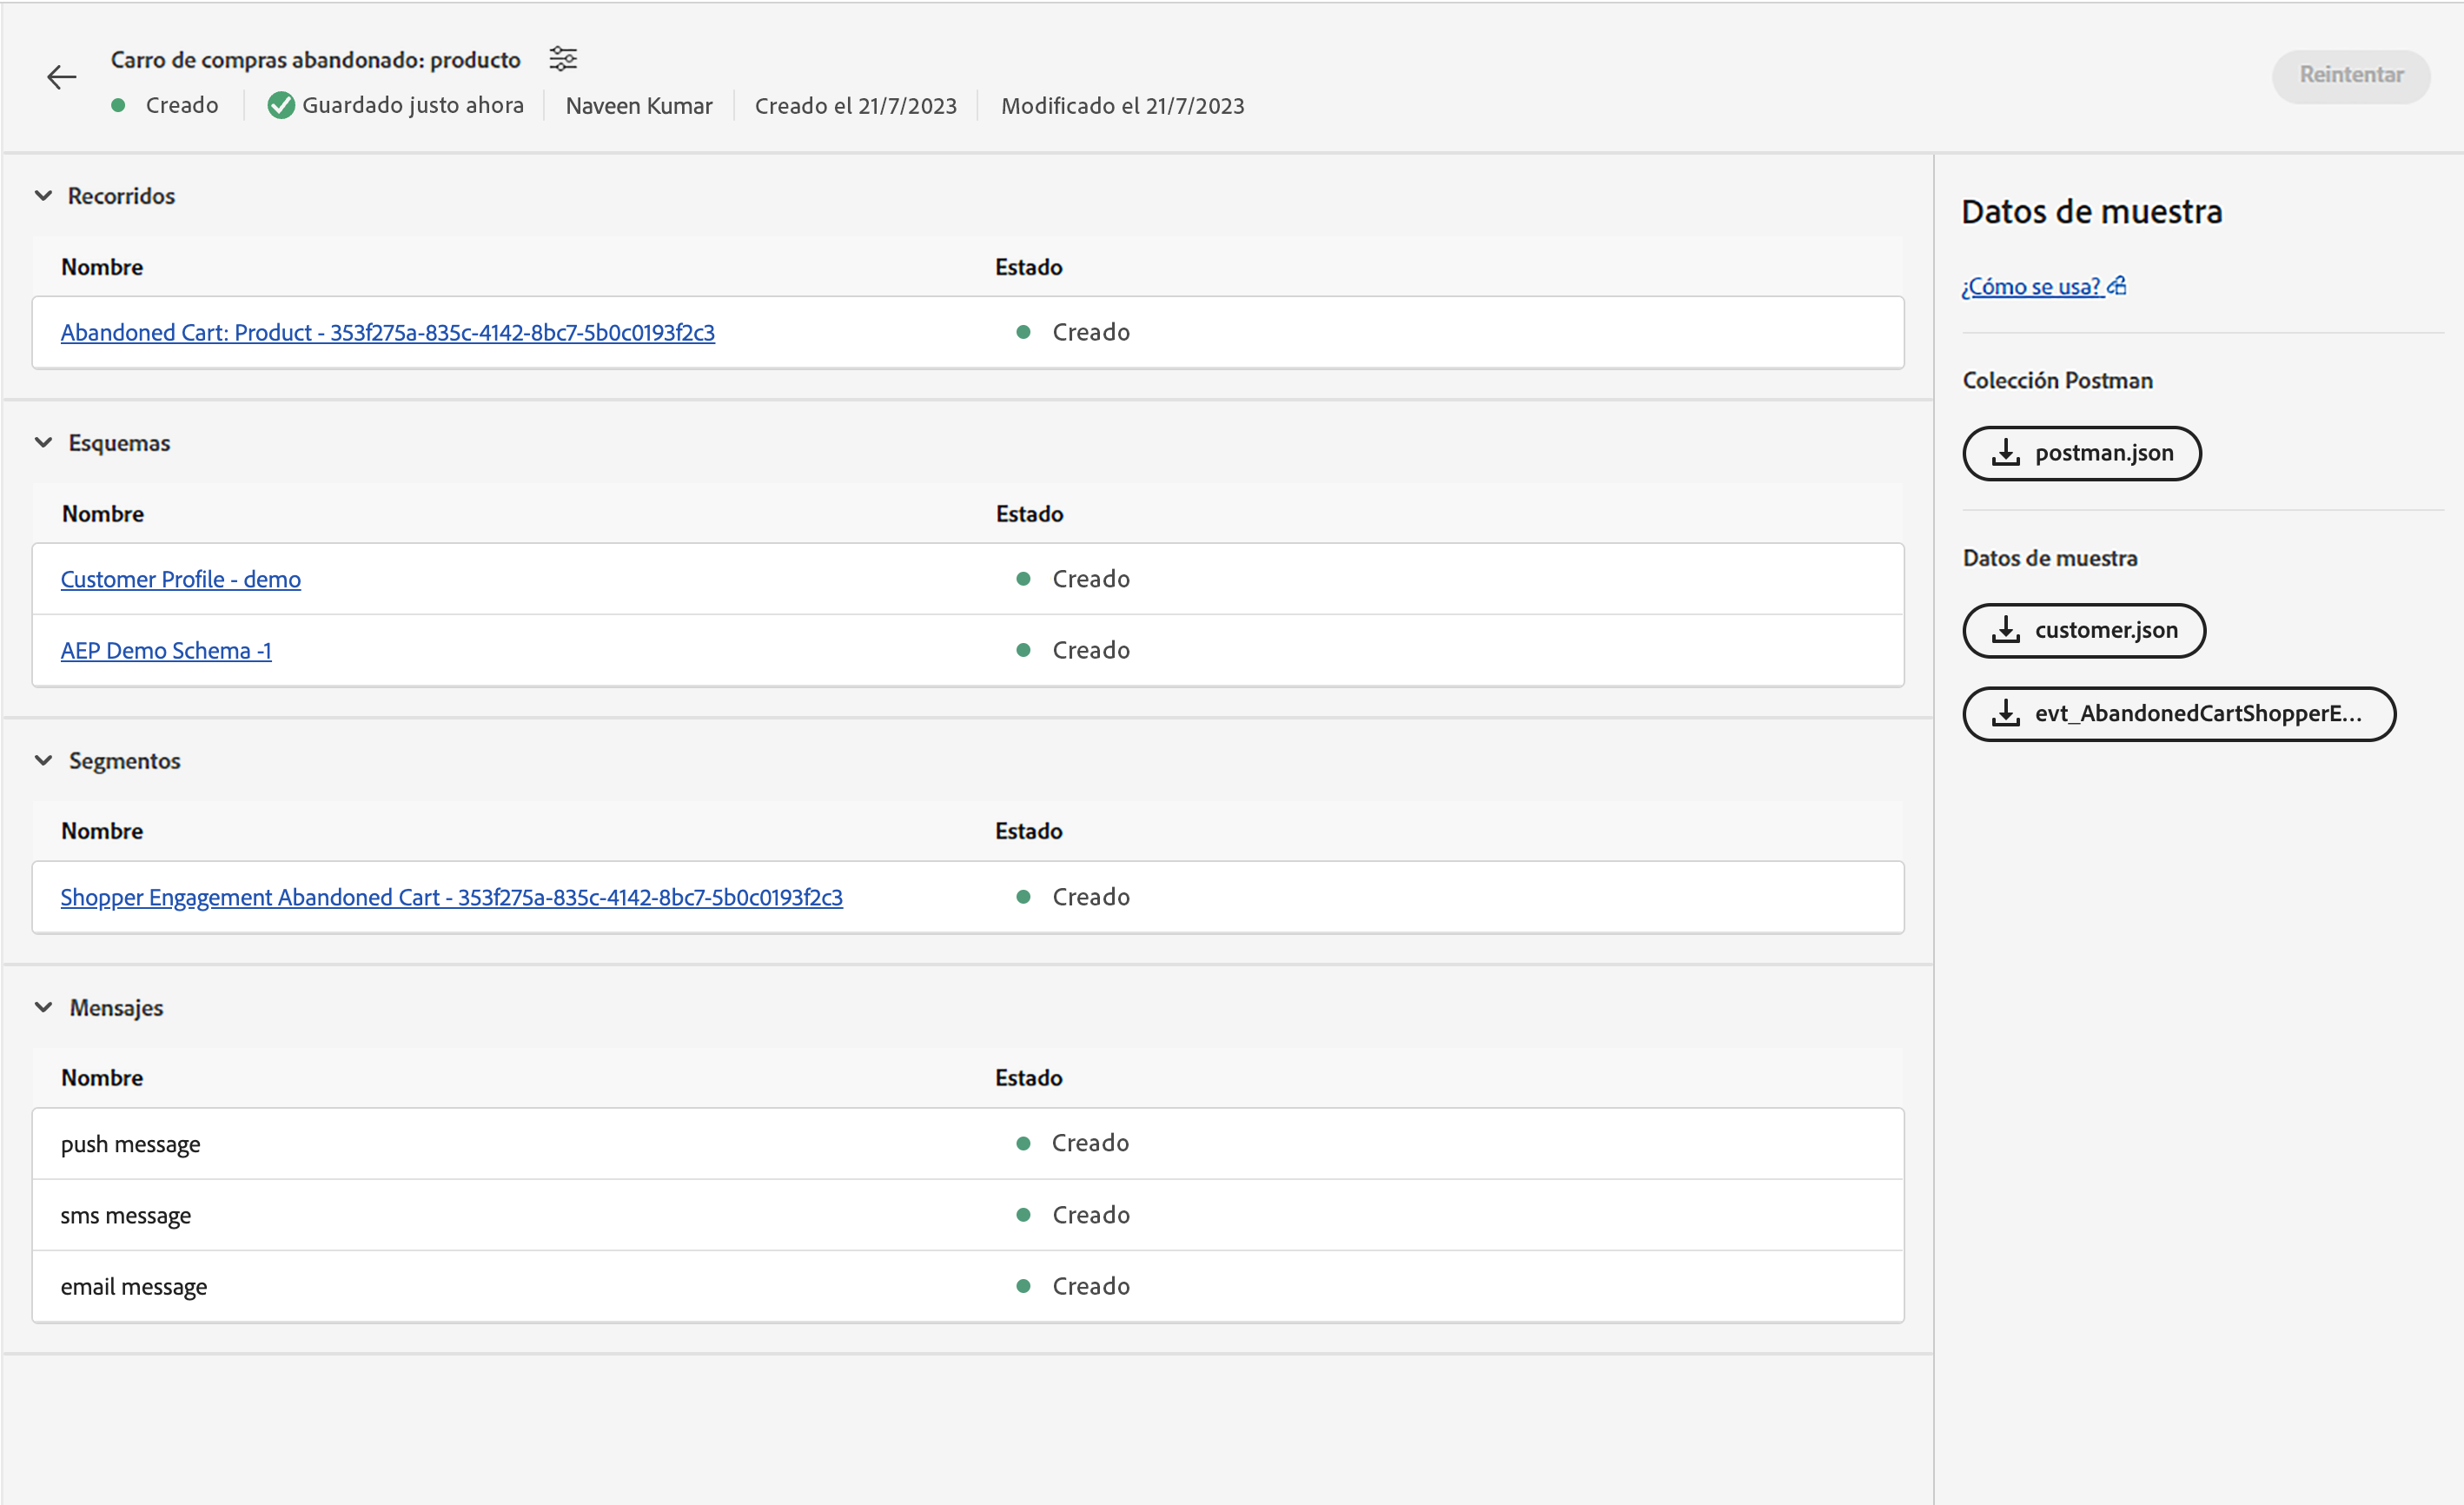 Carro de compras abandonado: producto
Creado
Guardado justo ahora
Naveen Kumar
Creado el 21/7/2023
Modificado el 21/7/2023
Reintentar
Recorridos
Nombre Estado
Abandoned Cart: Product - 353f275a-835c-4142-8bc7-5b0c0193f2c3 Creado
Esquemas
Nombre Estado
Customer Profile - demo Creado
AEP Demo Schema -1 Creado
Segmentos
Nombre Estado
Shopper Engagement Abandoned Cart - 353f275a-835c-4142-8bc7-5b0c0193f2c3 Creado
Mensajes
Nombre Estado
push message Creado
sms message Creado
email message Creado
Datos de muestra
¿Cómo se usa?
Colección Postman
postman.json
Datos de muestra
customer.json
evt_AbandonedCartShopperE...